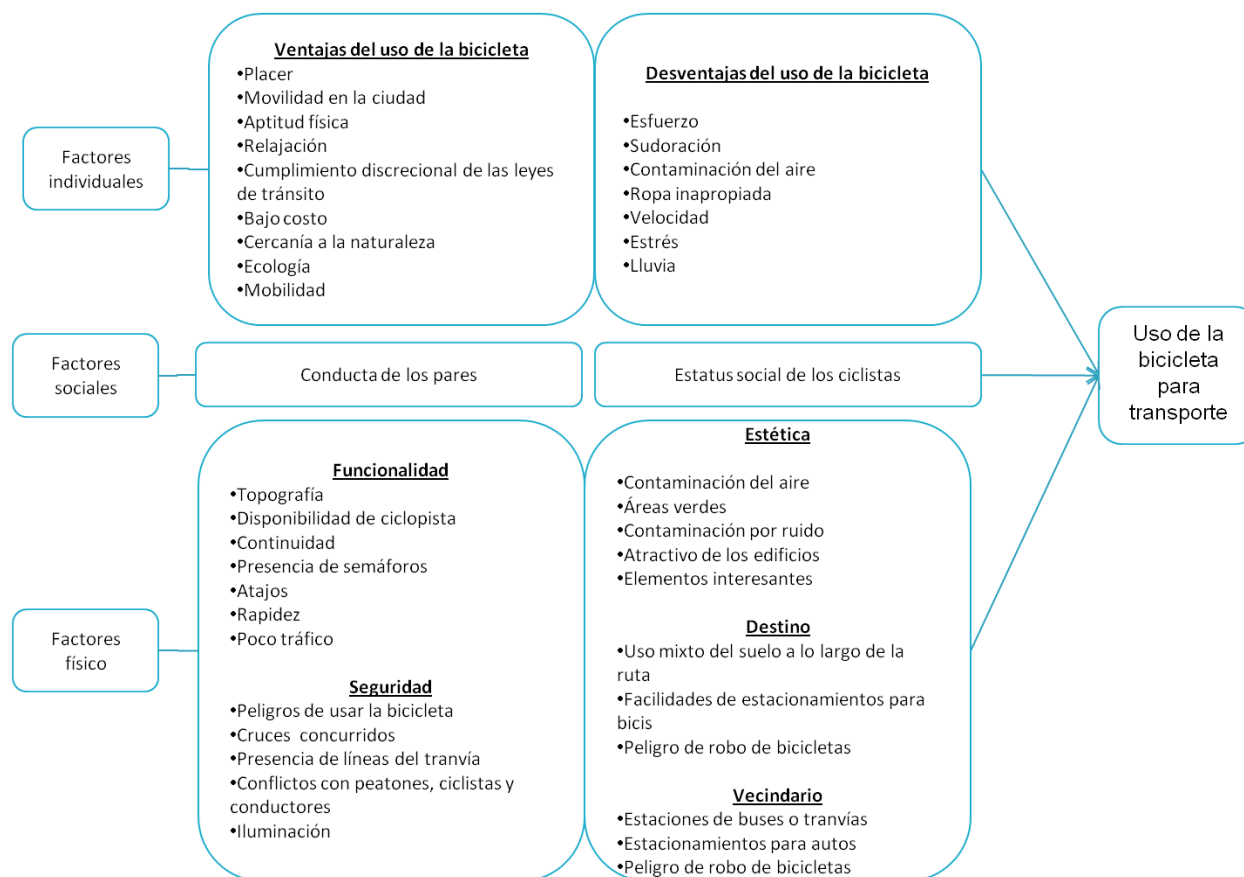 Factores
individuales
Ventajas del uso de la bicicleta
•Placer
•Movilidad en la ciudad
•Aptitud física
•Relajación
•Cumplimiento discrecional de las leyes
de tránsito
•Bajo costo
•Cercanía a la naturaleza
•Ecología
•Mobilidad
Desventajas del uso de la bicicleta
•Esfuerzo
•Sudoración
•Contaminación del aire
•Ropa inapropiada
•Velocidad
•Estrés
•Lluvia
Factores
sociales
Conducta de los pares
Estatus social de los ciclistas
Factores
físico
Funcionalidad
•Topografía
•Disponibilidad de ciclopista
•Continuidad
•Presencia de semáforos
•Atajos
•Rapidez
•Poco tráfico
Seguridad
•Peligros de usar la bicicleta
•Cruces concurridos
•Presencia de líneas del tranvía
•Conflictos con peatones, ciclistas y
conductores
•Iluminación
Estética
•Contaminación del aire
•Áreas verdes
•Contaminación por ruido
•Atractivo de los edificios
•Elementos interesantes
Destino
•Uso mixto del suelo a lo largo de la
ruta
•Facilidades de estacionamientos para
bicis
•Peligro de robo de bicicletas
Vecindario
•Estaciones de buses o tranvías
•Estacionamientos para autos
•Peligro de robo de bicicletas
Uso de la
bicicleta
para
transporte